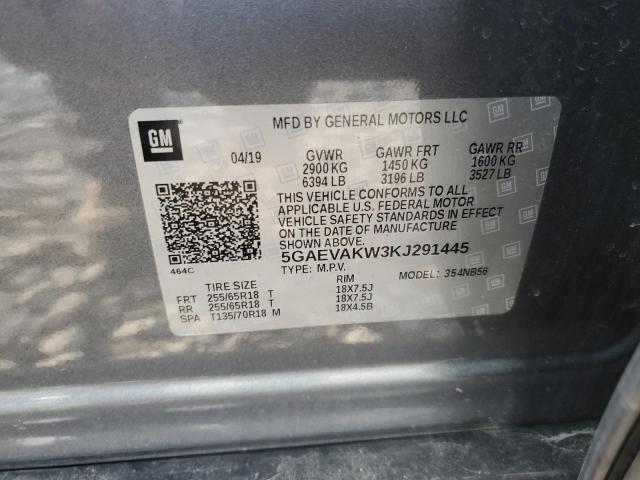 MFD BY GENERAL MOTORS LLC
GM
04/19 GVWR GAWR FRT GAWR RR
2900 KG 1450 KG 1600 KG
6394 LB 3196 LB 3527 LB
THIS VEHICLE CONFORMS TO ALL
APPLICABLE U.S. FEDERAL MOTOR
VEHICLE SAFETY STANDARDS IN EFFECT
ON THE DATE OF MANUFACTURE
SHOWN ABOVE.
464C
5GAEVAKW3KJ291445
TYPE: M.P.V. MODEL: 354NB56
TIRE SIZE RIM
FRT 255/65R18 T 18X7.5J
RR 255/65R18 T 18X7.5J
SPA T135/70R18 M 18X4.5B